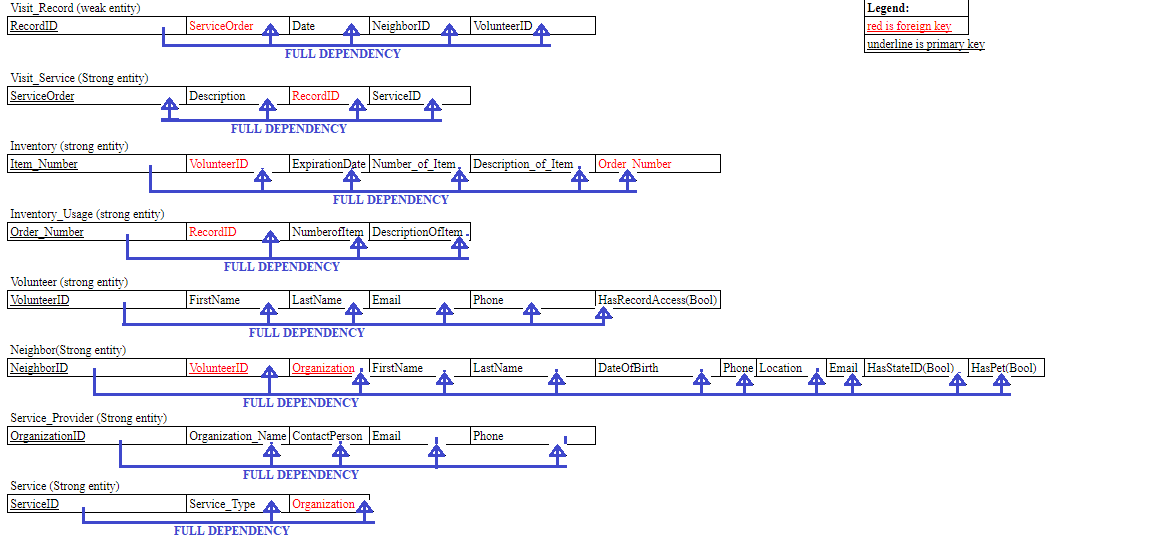 Visit_Record (weak entity)
RecordID ServiceOrder Date NeighborID VolunteerID
FULL DEPENDENCY
Legend:
red is foreign key
underline is primary key
Visit_Service (Strong entity)
ServiceOrder Description RecordID ServiceID
FULL DEPENDENCY
Inventory (strong entity)
Item_Number VolunteerID ExpirationDate Number_of_Item Description_of_Item Order_Number
FULL DEPENDENCY
Inventory_Usage (strong entity)
Order_Number RecordID NumberofItem DescriptionOfItem
FULL DEPENDENCY
Volunteer (strong entity)
VolunteerID FirstName LastName Email Phone HasRecordAccess(Bool)
FULL DEPENDENCY
Neighbor(Strong entity)
NeighborID VolunteerID Organization FirstName LastName DateOfBirth Phone Location Email HasStateID(Bool) HasPet(Bool)
FULL DEPENDENCY
Service_Provider (Strong entity)
OrganizationID Organization_Name ContactPerson Email Phone
FULL DEPENDENCY
Service (Strong entity)
ServiceID Service_Type Organization
FULL DEPENDENCY